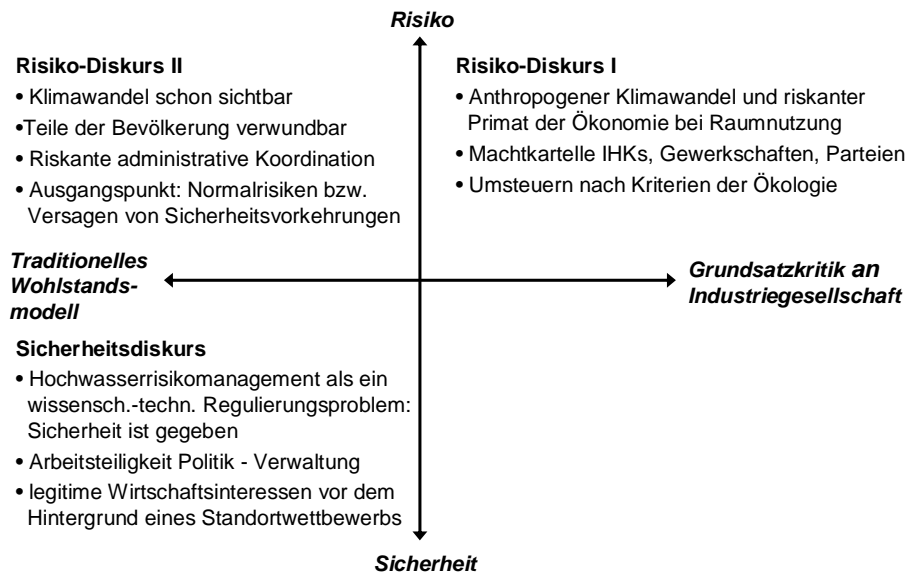 Risiko
Risiko-Diskurs II
• Klimawandel schon sichtbar
•Teile der Bevölkerung verwundbar
• Riskante administrative Koordination
• Ausgangspunkt: Normalrisiken bzw.
Versagen von Sicherheitsvorkehrungen
Risiko-Diskurs I
• Anthropogener Klimawandel und riskanter
Primat der Ökonomie bei Raumnutzung
• Machtkartelle IHKs, Gewerkschaften, Parteien
• Umsteuern nach Kriterien der Ökologie
Traditionelles
Wohlstands-
modell
Grundsatzkritik an
Industriegesellschaft
Sicherheitsdiskurs
• Hochwasserrisikomanagement als ein
wissensch.-techn. Regulierungsproblem:
Sicherheit ist gegeben
• Arbeitsteiligkeit Politik - Verwaltung
• legitime Wirtschaftsinteressen vor dem
Hintergrund eines Standortwettbewerbs
Sicherheit